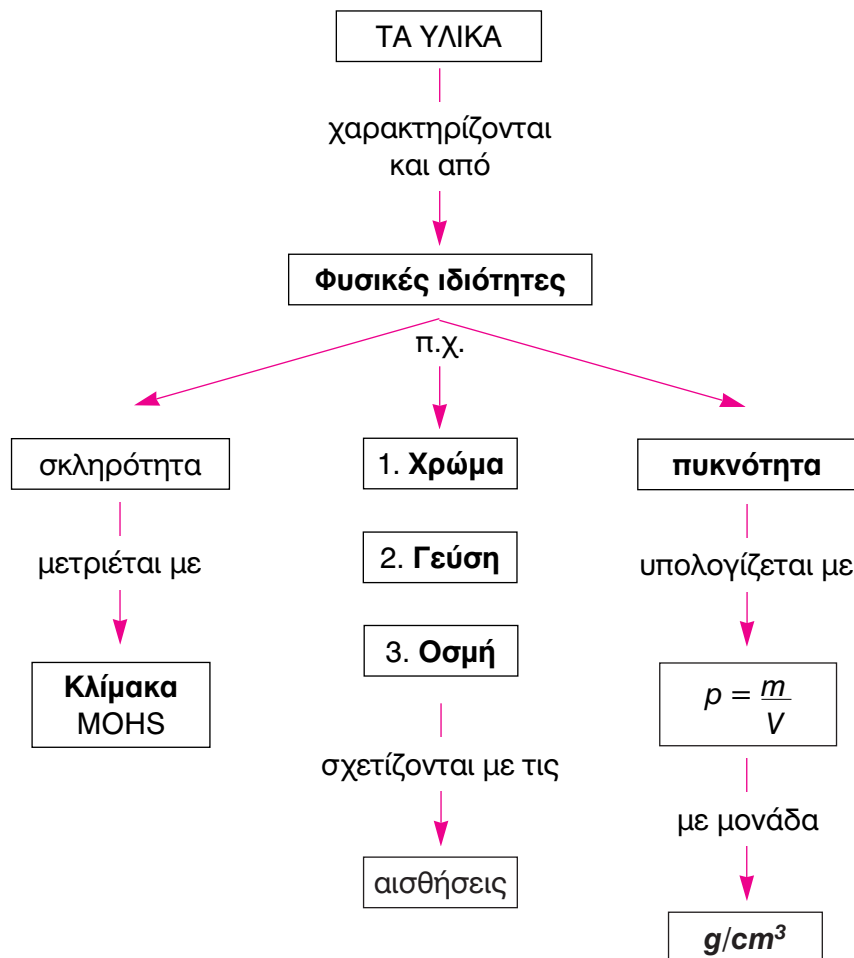 ΤΑ ΥΛΙΚΑ
χαρακτηρίζονται
και από
Φυσικές ιδιότητες
π.χ.
σκληρότητα
μετριέται με
Κλίμακα
MOHS
1. Χρώμα
2. Γεύση
3. Οσμή
σχετίζονται με τις
αισθήσεις
πυκνότητα
υπολογίζεται με
p = m/V
με μονάδα
g/cm³